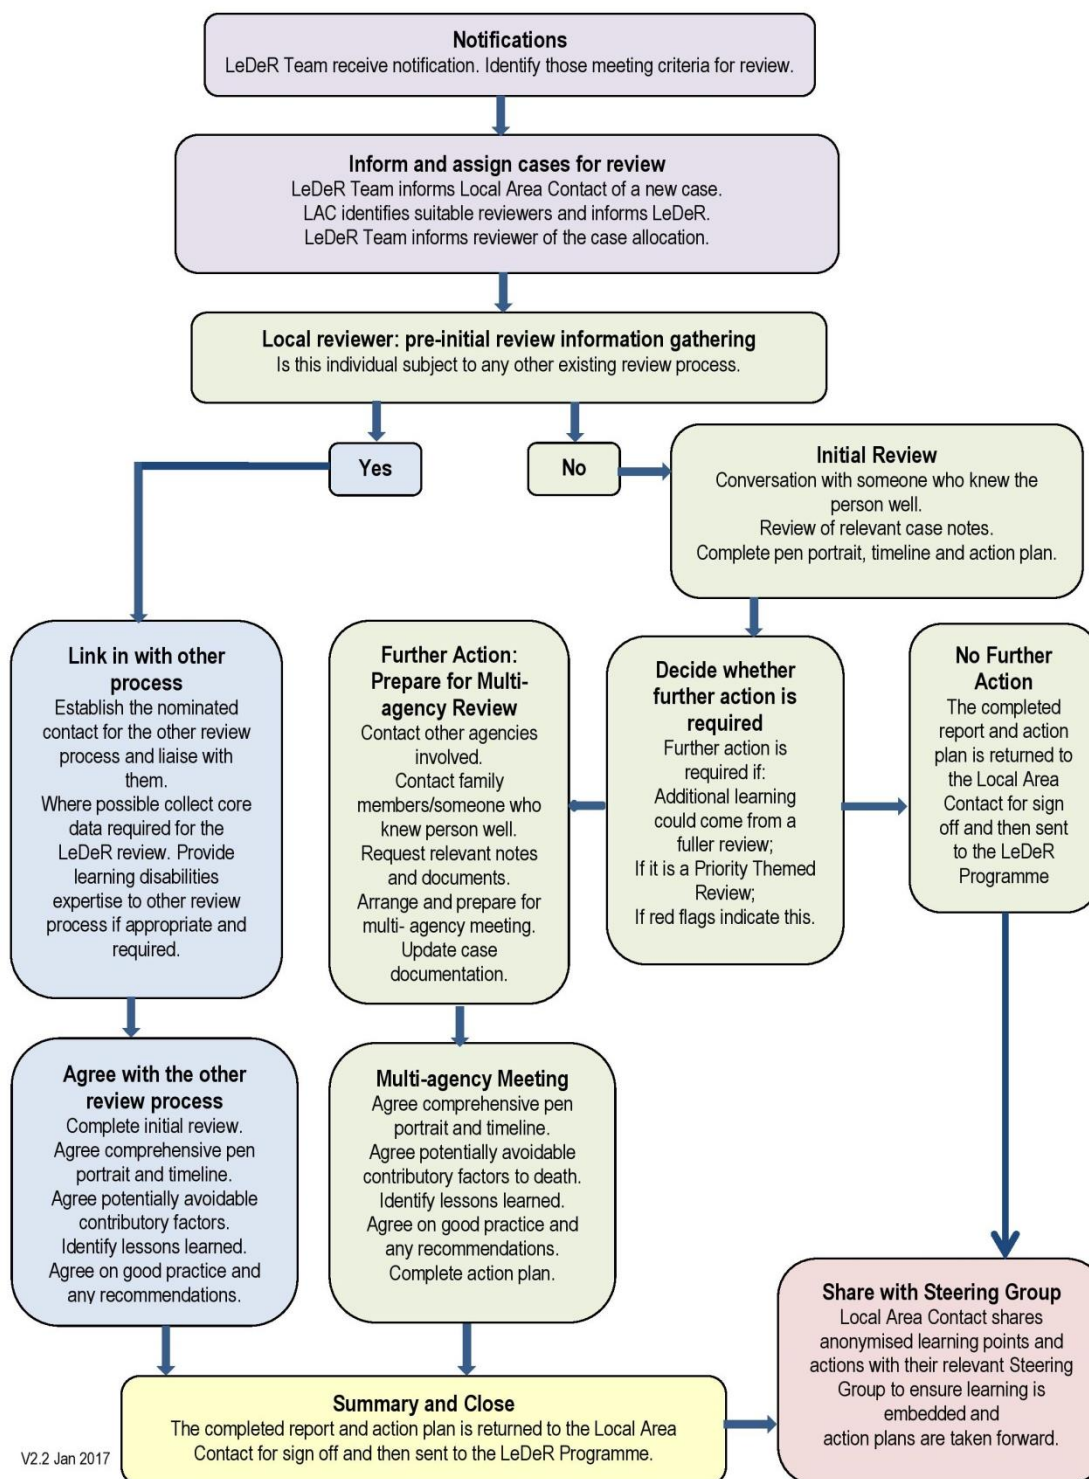 Notifications
LeDeR Team receive notification. Identify those meeting criteria for review.
Inform and assign cases for review
LeDeR Team informs Local Area Contact of a new case.
LAC identifies suitable reviewers and informs LeDeR.
LeDeR Team informs reviewer of the case allocation.
Local reviewer: pre-initial review information gathering
Is this individual subject to any other existing review process.
Yes
No
Initial Review
Conversation with someone who knew the
person well.
Review of relevant case notes.
Complete pen portrait, timeline and action plan.
Link in with other
process
Establish the nominated
contact for the other review
process and liaise with
them.
Where possible collect core
data required for the
LeDeR review. Provide
learning disabilities
expertise to other review
process if appropriate and
required.
Further Action:
Prepare for Multi-
agency Review
Contact other agencies
involved.
Contact family
members/someone who
knew person well.
Request relevant notes
and documents.
Arrange and prepare for
multi- agency meeting.
Update case
documentation.
Decide whether
further action is
required
Further action is
required if:
Additional learning
could come from a
fuller review;
If it is a Priority Themed
Review;
If red flags indicate this.
No Further
Action
The completed
report and action
plan is returned to
the Local Area
Contact for sign
off and then sent
to the LeDeR
Programme
Agree with the other
review process
Complete initial review.
Agree comprehensive pen
portrait and timeline.
Agree potentially avoidable
contributory factors.
Identify lessons learned.
Agree on good practice and
any recommendations.
Multi-agency Meeting
Agree comprehensive pen
portrait and timeline.
Agree potentially avoidable
contributory factors to death.
Identify lessons learned.
Agree on good practice and
any recommendations.
Complete action plan.
Share with Steering Group
Local Area Contact shares
anonymised learning points and
actions with their relevant Steering
Group to ensure learning is
embedded and
action plans are taken forward.
Summary and Close
The completed report and action plan is returned to the Local Area
Contact for sign off and then sent to the LeDeR Programme.
V2.2 Jan 2017